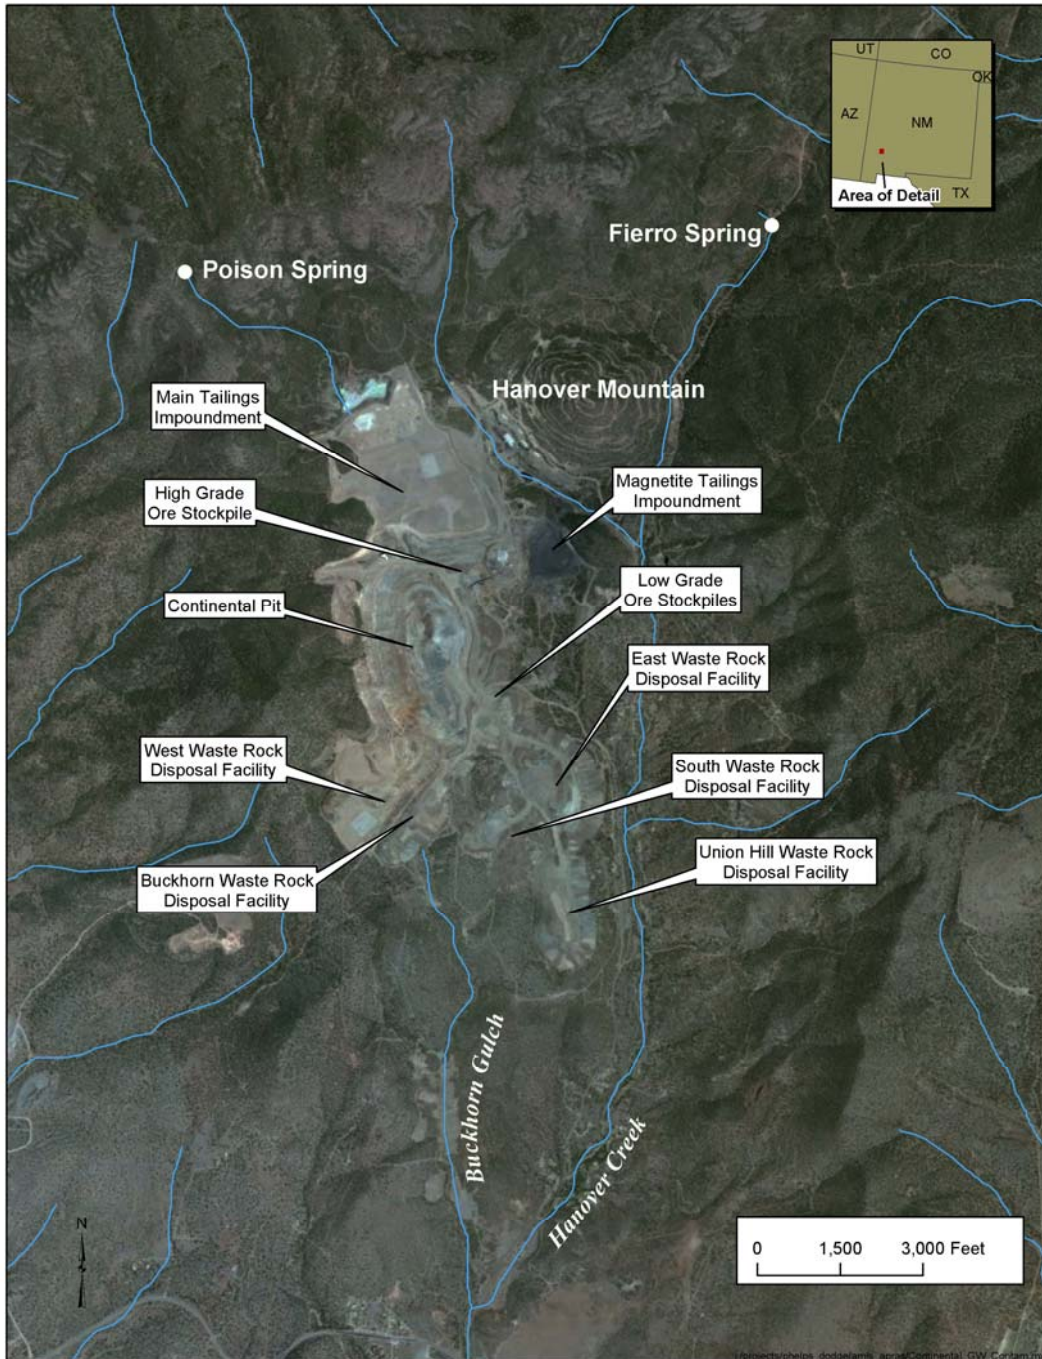 UT
CO
OK
AZ
NM
Area of Detail
TX
Fierro Spring
Poison Spring
Hanover Mountain
Main Tailings
Impoundment
High Grade
Ore Stockpile
Magnetite Tailings
Impoundment
Continental Pit
Low Grade
Ore Stockpiles
East Waste Rock
Disposal Facility
West Waste Rock
Disposal Facility
South Waste Rock
Disposal Facility
Union Hill Waste Rock
Disposal Facility
Buckhorn Waste Rock
Disposal Facility
Buckhorn Gulch
Hanover Creek
N
0 1,500 3,000 Feet